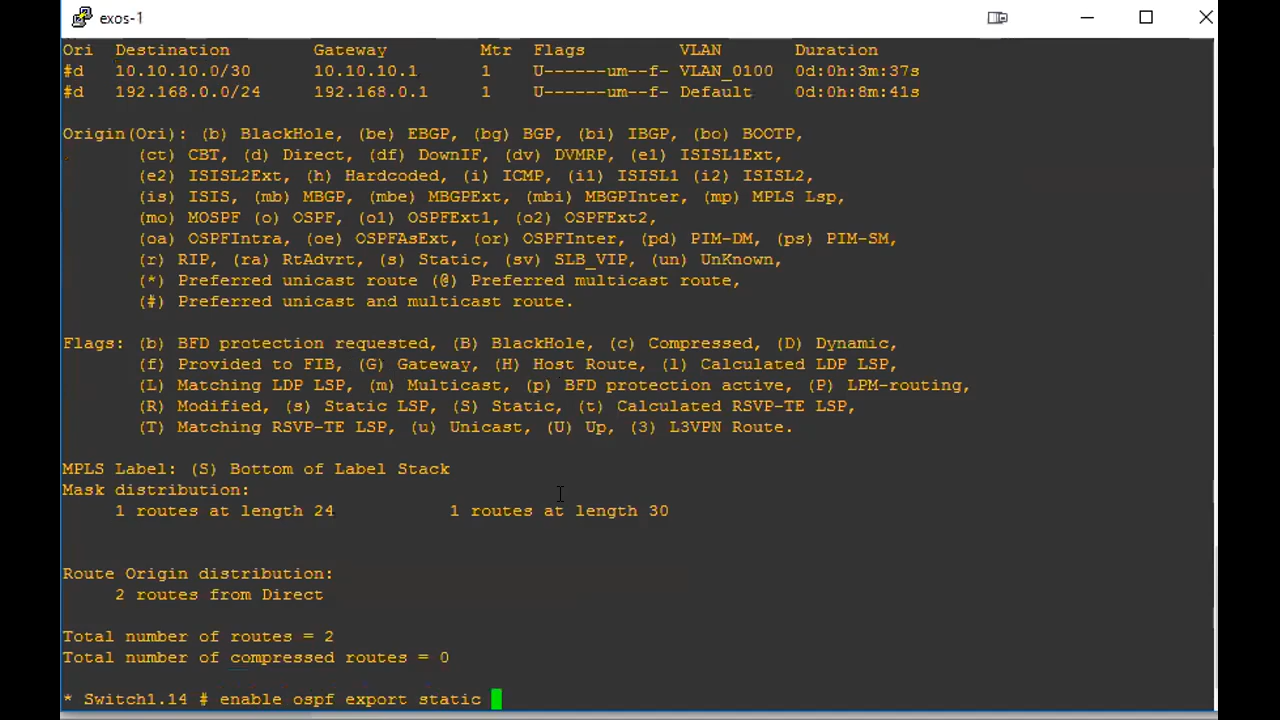 exos-1
Ori  Destination        Gateway         Mtr  Flags         VLAN       Duration
#d   10.10.10.0/30      10.10.10.1      1    U------um--f- VLAN_0100  0d:0h:3m:37s
#d   192.168.0.0/24     192.168.0.1     1    U------um--f- Default    0d:0h:8m:41s
Origin(Ori): (b) BlackHole, (be) EBGP, (bg) BGP, (bi) IBGP, (bo) BOOTP,
(ct) CBT, (d) Direct, (df) DownIF, (dv) DVMRP, (e1) ISISL1Ext,
(e2) ISISL2Ext, (h) Hardcoded, (i) ICMP, (i1) ISISL1 (i2) ISISL2,
(is) ISIS, (mb) MBGP, (mbe) MBGPExt, (mbi) MBGPInter, (mp) MPLS Lsp,
(mo) MOSPF (o) OSPF, (o1) OSPFExt1, (o2) OSPFExt2,
(oa) OSPFIntra, (oe) OSPFAsExt, (or) OSPFInter, (pd) PIM-DM, (ps) PIM-SM,
(r) RIP, (ra) RtAdvrt, (s) Static, (sv) SLB_VIP, (un) UnKnown,
(*) Preferred unicast route (@) Preferred multicast route,
(#) Preferred unicast and multicast route.
Flags: (b) BFD protection requested, (B) BlackHole, (c) Compressed, (D) Dynamic,
(f) Provided to FIB, (G) Gateway, (H) Host Route, (l) Calculated LDP LSP,
(L) Matching LDP LSP, (m) Multicast, (p) BFD protection active, (P) LPM-routing,
(R) Modified, (s) Static LSP, (S) Static, (t) Calculated RSVP-TE LSP,
(T) Matching RSVP-TE LSP, (u) Unicast, (U) Up, (3) L3VPN Route.
MPLS Label: (S) Bottom of Label Stack
Mask distribution:
1 routes at length 24           1 routes at length 30
Route Origin distribution:
2 routes from Direct
Total number of routes = 2
Total number of compressed routes = 0
* Switch1.14 # enable ospf export static